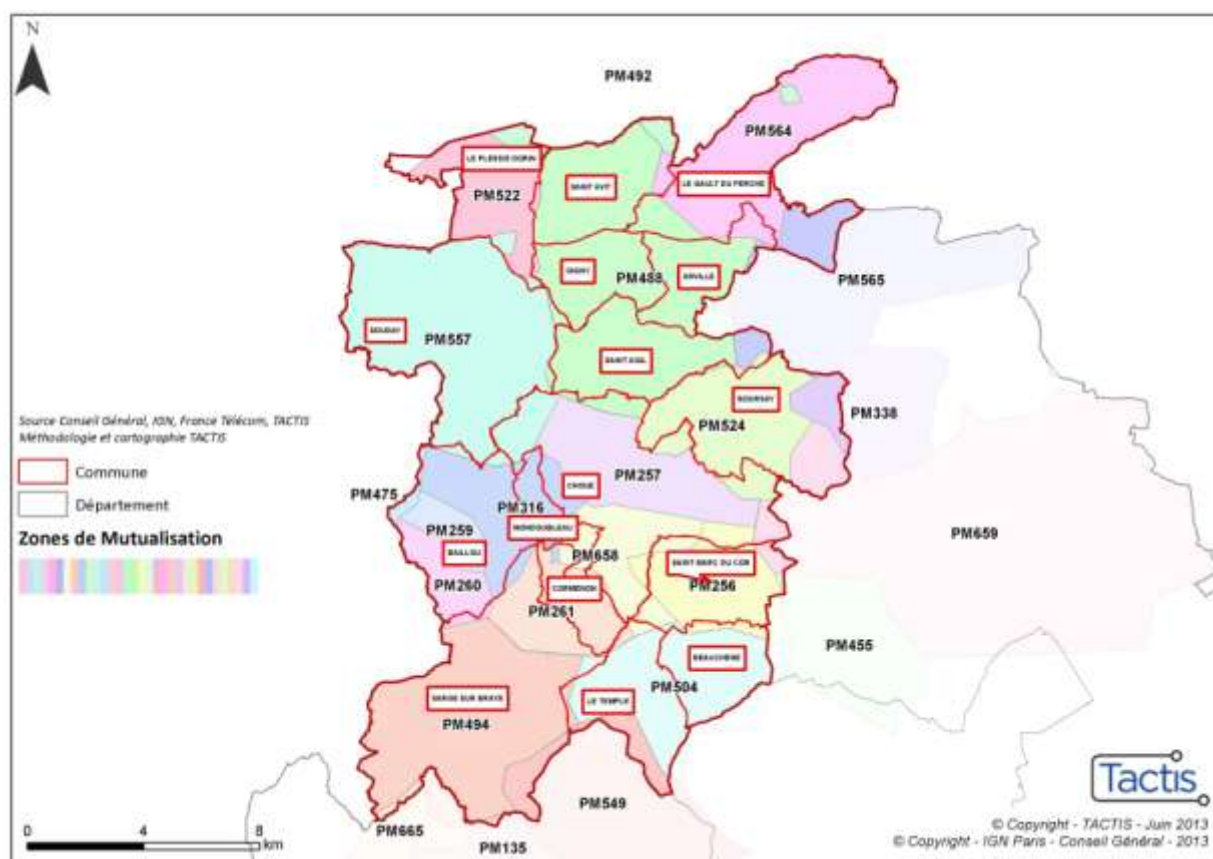 N
PM492
PM564
LE PLESSIS DORIN
SAINT AVIT
LE GAULT DU PERCHE
PM522
OIGNY
PM488
ARVILLE
PM565
SOUDAY
PM557
SAINT AGIL
BOURSAY
PM524
PM338
Source Conseil Général, IGN, France Télécom, TACTIS
Méthodologie et cartographie TACTIS
Commune
Département
Zones de Mutualisation
PM475
CHOUE
PM257
PM316
PM259
MONDOUBLEAU
BAILLOU
PM658
PM659
SAINT MARC DU COR
PM260
PM256
CORMENON
PM261
PM455
BEAUCHENE
PM504
SARGE SUR BRAYE
LE TEMPLE
PM494
PM549
PM665
PM135
0 4 8
km
Tactis
© Copyright - TACTIS - Juin 2013
© Copyright - IGN Paris - Conseil Général - 2013